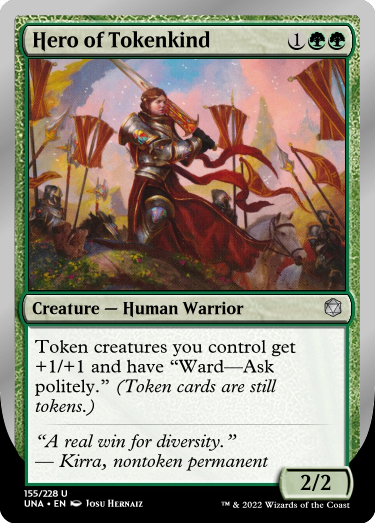 Hero of Tokenkind 1
Creature — Human Warrior
Token creatures you control get
+1/+1 and have “Ward—Ask
politely.” (Token cards are still
tokens.)
“A real win for diversity.”
— Kirra, nontoken permanent
2/2
155/228 U
UNA • EN Josu Hernaiz
™ & © 2022 Wizards of the Coast